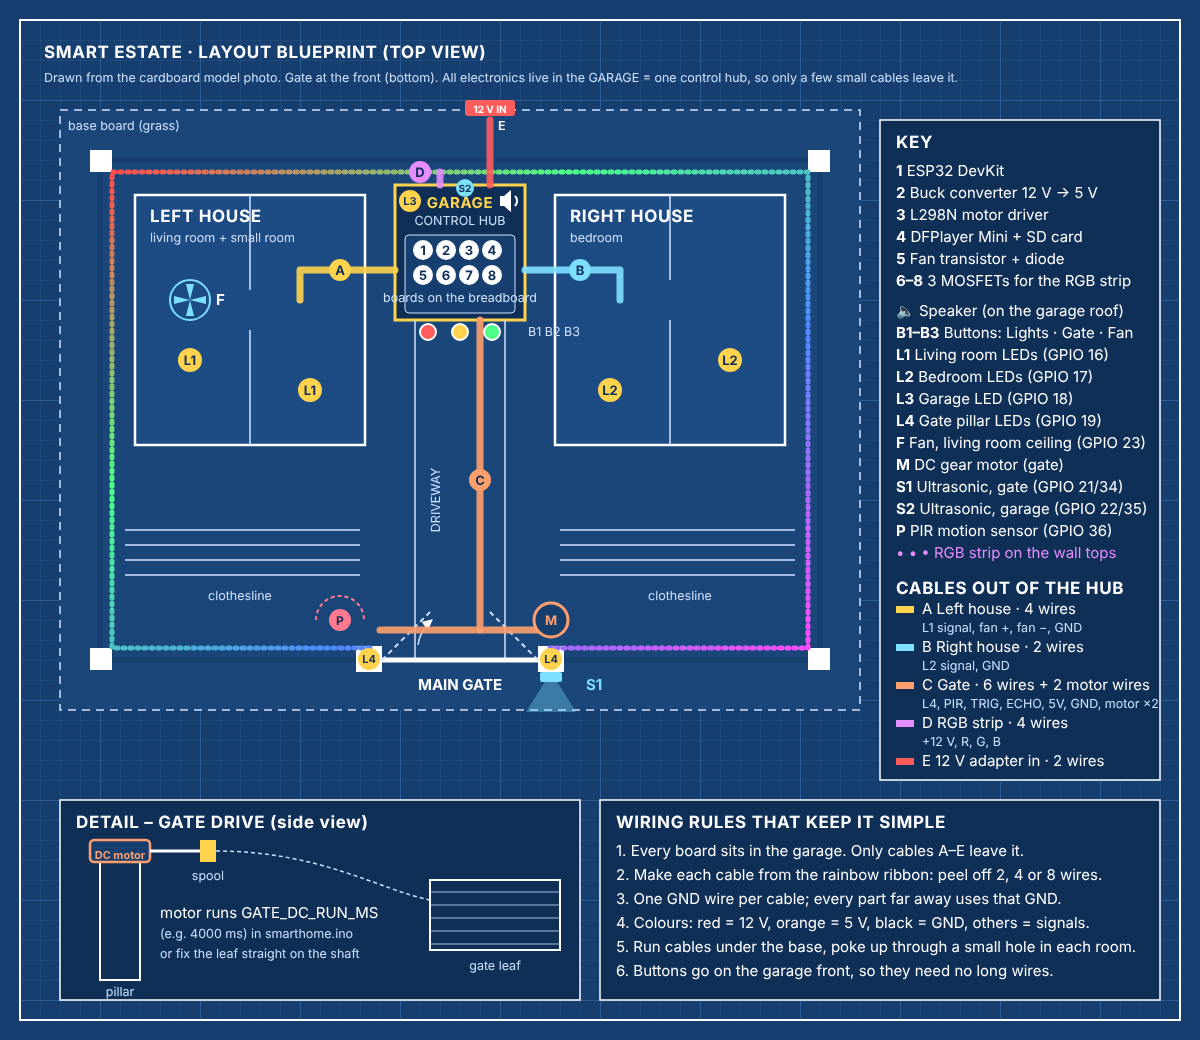 SMART ESTATE · LAYOUT BLUEPRINT (TOP VIEW)
Drawn from the cardboard model photo. Gate at the front (bottom). All electronics live in the GARAGE = one control hub, so only a few small cables leave it.
12 V IN
E
base board (grass)
D
S2
L3 GARAGE
CONTROL HUB
1 2 3 4
5 6 7 8
boards on the breadboard
B1 B2 B3
LEFT HOUSE
living room + small room
A
F
L1
L1
RIGHT HOUSE
bedroom
B
L2
L2
C
DRIVEWAY
clothesline
clothesline
P
M
L4
L4
MAIN GATE
S1
KEY
1 ESP32 DevKit
2 Buck converter 12 V → 5 V
3 L298N motor driver
4 DFPlayer Mini + SD card
5 Fan transistor + diode
6–8 3 MOSFETs for the RGB strip
🔈 Speaker (on the garage roof)
B1–B3 Buttons: Lights · Gate · Fan
L1 Living room LEDs (GPIO 16)
L2 Bedroom LEDs (GPIO 17)
L3 Garage LED (GPIO 18)
L4 Gate pillar LEDs (GPIO 19)
F Fan, living room ceiling (GPIO 23)
M DC gear motor (gate)
S1 Ultrasonic, gate (GPIO 21/34)
S2 Ultrasonic, garage (GPIO 22/35)
P PIR motion sensor (GPIO 36)
• • • RGB strip on the wall tops
CABLES OUT OF THE HUB
A Left house · 4 wires
L1 signal, fan +, fan −, GND
B Right house · 2 wires
L2 signal, GND
C Gate · 6 wires + 2 motor wires
L4, PIR, TRIG, ECHO, 5V, GND, motor ×2
D RGB strip · 4 wires
+12 V, R, G, B
E 12 V adapter in · 2 wires
DETAIL – GATE DRIVE (side view)
DC motor
spool
motor runs GATE_DC_RUN_MS
(e.g. 4000 ms) in smarthome.ino
or fix the leaf straight on the shaft
gate leaf
pillar
WIRING RULES THAT KEEP IT SIMPLE
1. Every board sits in the garage. Only cables A–E leave it.
2. Make each cable from the rainbow ribbon: peel off 2, 4 or 8 wires.
3. One GND wire per cable; every part far away uses that GND.
4. Colours: red = 12 V, orange = 5 V, black = GND, others = signals.
5. Run cables under the base, poke up through a small hole in each room.
6. Buttons go on the garage front, so they need no long wires.